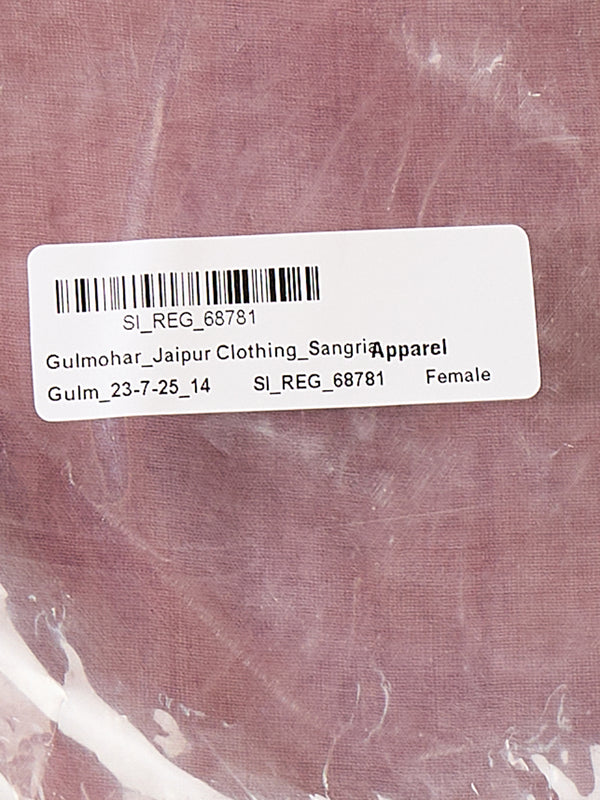 SI_REG_68781
Gulmohar_Jaipur Clothing_Sangria Apparel
Gulm_23-7-25_14 SI_REG_68781 Female